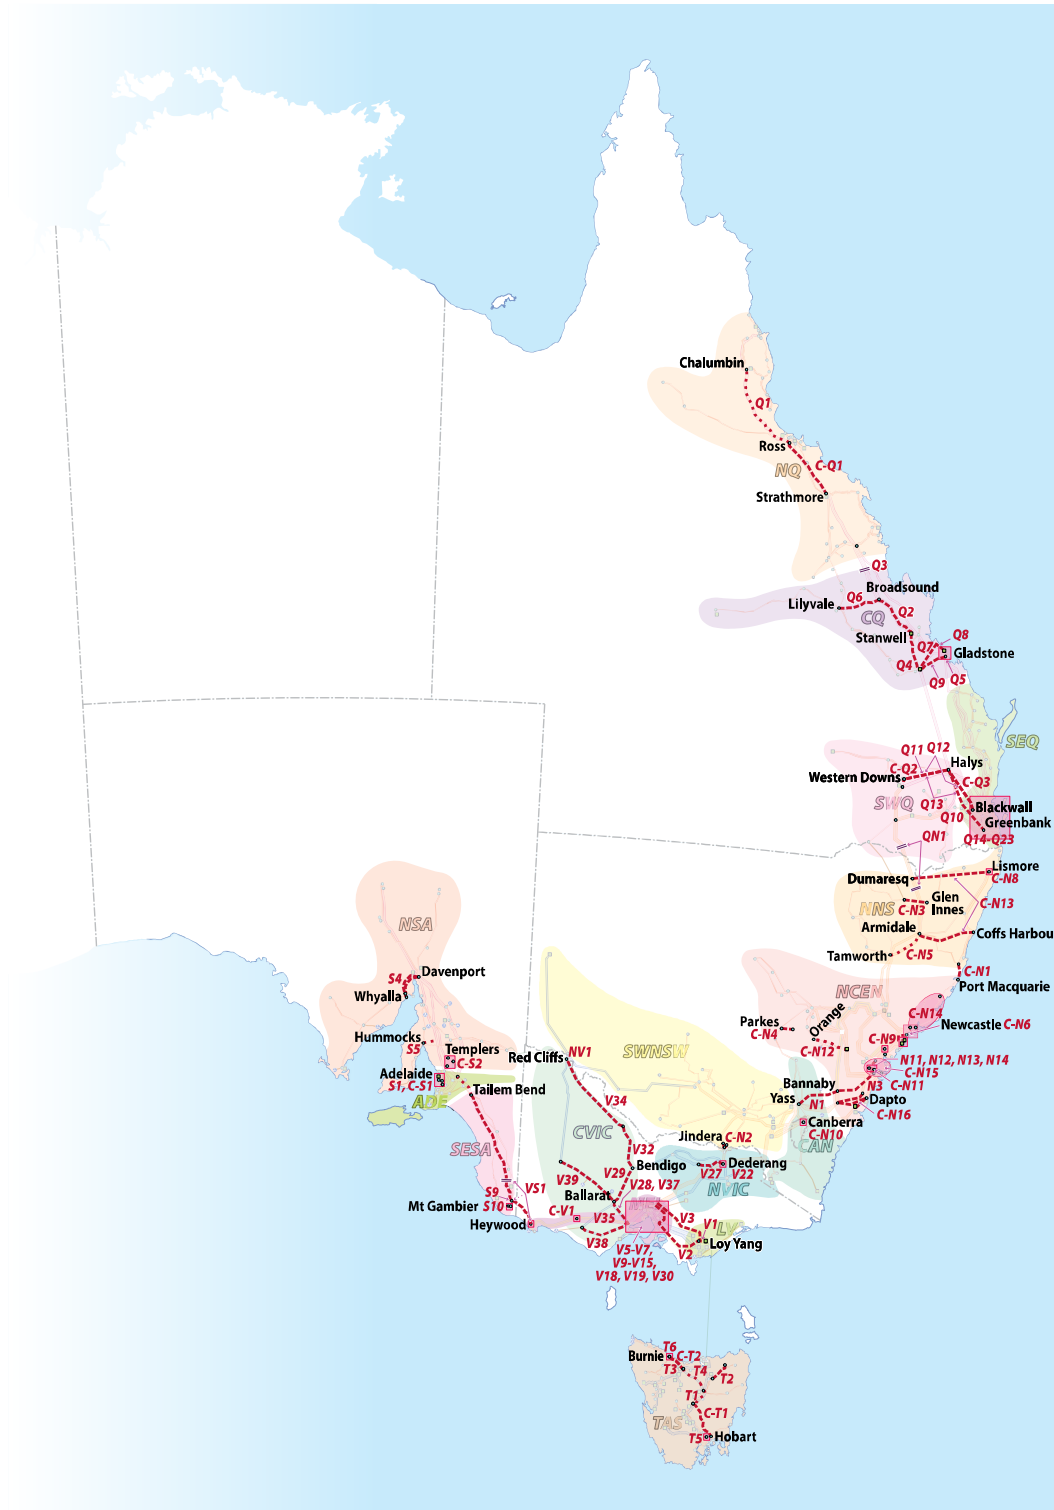 Chalumbin
Q1
Ross
C-Q1
NQ
Strathmore
Q3
Broadsound
Q6
Lilyvale
Q2
CQ
Stanwell
Q8
Q7
Gladstone
Q4
Q5
Q9
SEQ
Q11 Q12
Halys
C-Q2
Western Downs
C-Q3
SWQ
Q13
Blackwall
Q10
Greenbank
QN1
Q14-Q23
Lismore
C-N8
Dumaresq
Glen
Innes
C-N3
NNS
C-N13
Armidale
Coffs Harbou
NSA
Tamworth
C-N5
C-N1
Davenport
S4
Port Macquarie
NCEN
Whyalla
C-N14
Orange
Parkes
C-N4
Newcastle C-N6
Hummocks
S5
C-N9
Templers
C-S2
Red Cliffs
NV1
SWNSW
C-N12
N11, N12, N13, N14
C-N15
Adelaide
S1, C-S1
Tailem Bend
Bannaby
N3
C-N11
ADE
Yass
N1
Dapto
V34
C-N16
Canberra
C-N10
CVIC
Jindera
C-N2
CAN
SESA
V32
Bendigo
Dederang
V29
V27
V22
V39
V28, V37
NVIC
VS1
S9
Ballarat
Mt Gambier
S10
C-V1
V35
V3
V1
LV
Heywood
V38
V2
Loy Yang
V5-V7,
V9-V15,
V18, V19, V30
T6
Burnie
C-T2
T3
T4
T2
T1
C-T1
TAS
T5
Hobart